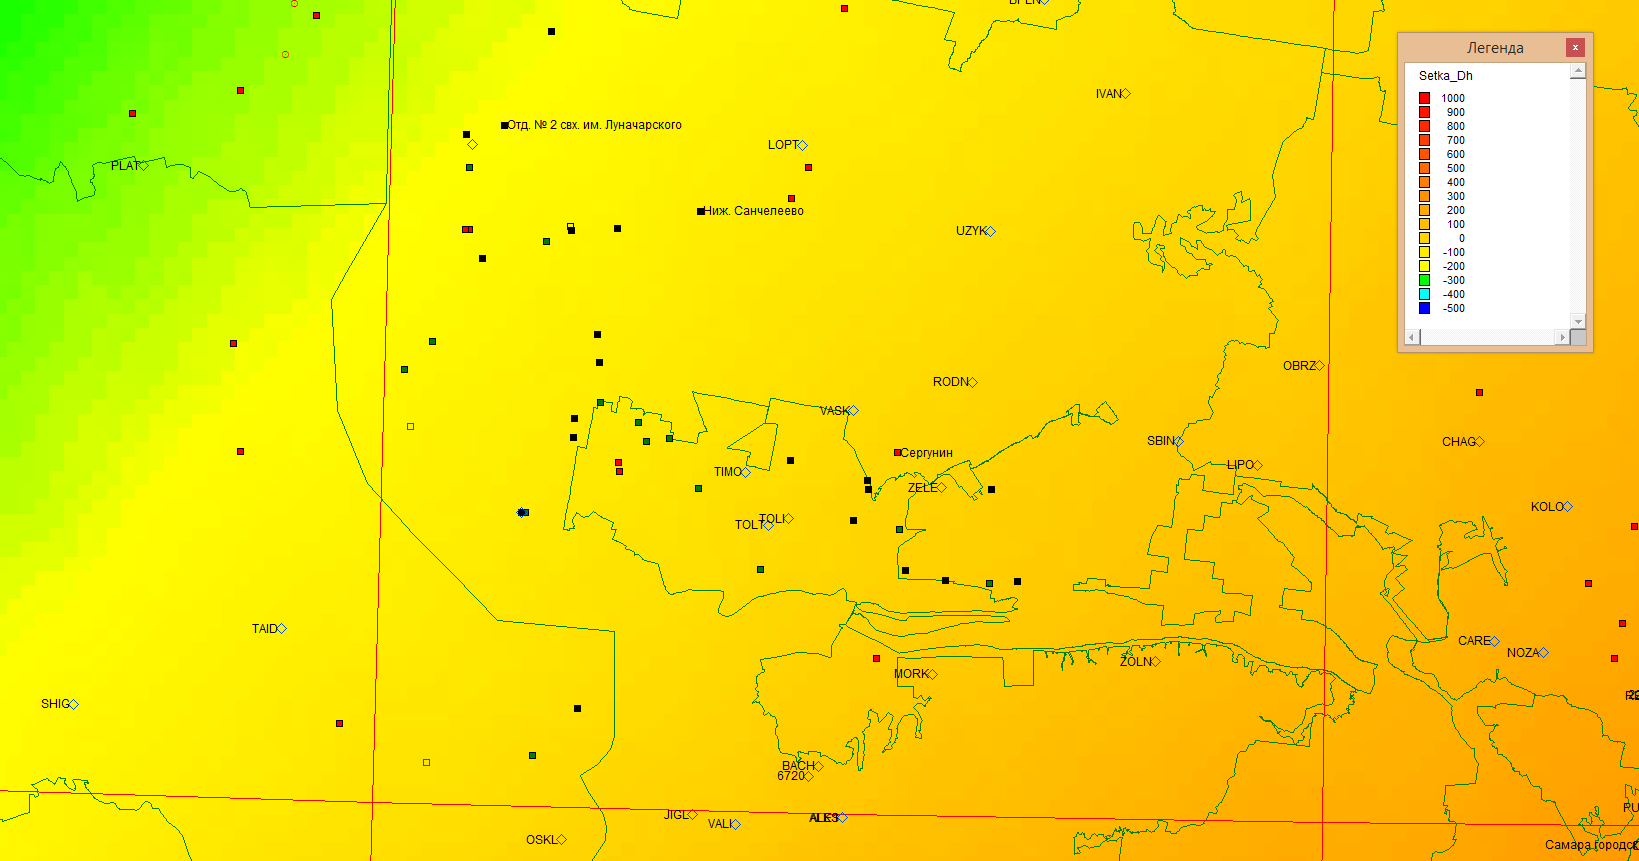 IVAN
Отд. № 2 свх. им. Луначарского
LOPT
PLAT
Ниж. Санчелеево
UZYK
OBRZ
RODN
VASK
SBIN
CHAG
Сергунин
LIPO
TIMO
ZELE
KOLO
TOLI
TOLT
TAID
CARE
NOZA
ZOLN
MORK
SHIG
BACH
6720
JIGL
VALI
OSKL
PU
Самара городск
Легенда
Setka_Dh
1000
900
800
700
600
500
400
300
200
100
0
-100
-200
-300
-400
-500